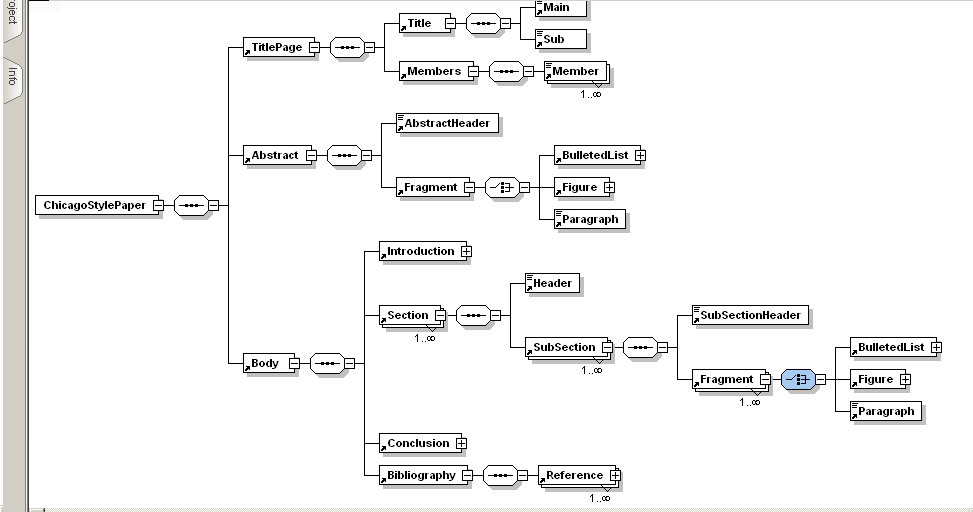 oject
Info
Main
Title
Sub
TitlePage
Members
Member
1..∞
AbstractHeader
Abstract
BulletedList
Fragment
Figure
ChicagoStylePaper
Paragraph
Introduction
Header
Section
SubSectionHeader
1..∞
SubSection
BulletedList
Body
1..∞
Fragment
Figure
1..∞
Paragraph
Conclusion
Bibliography
Reference
1..∞